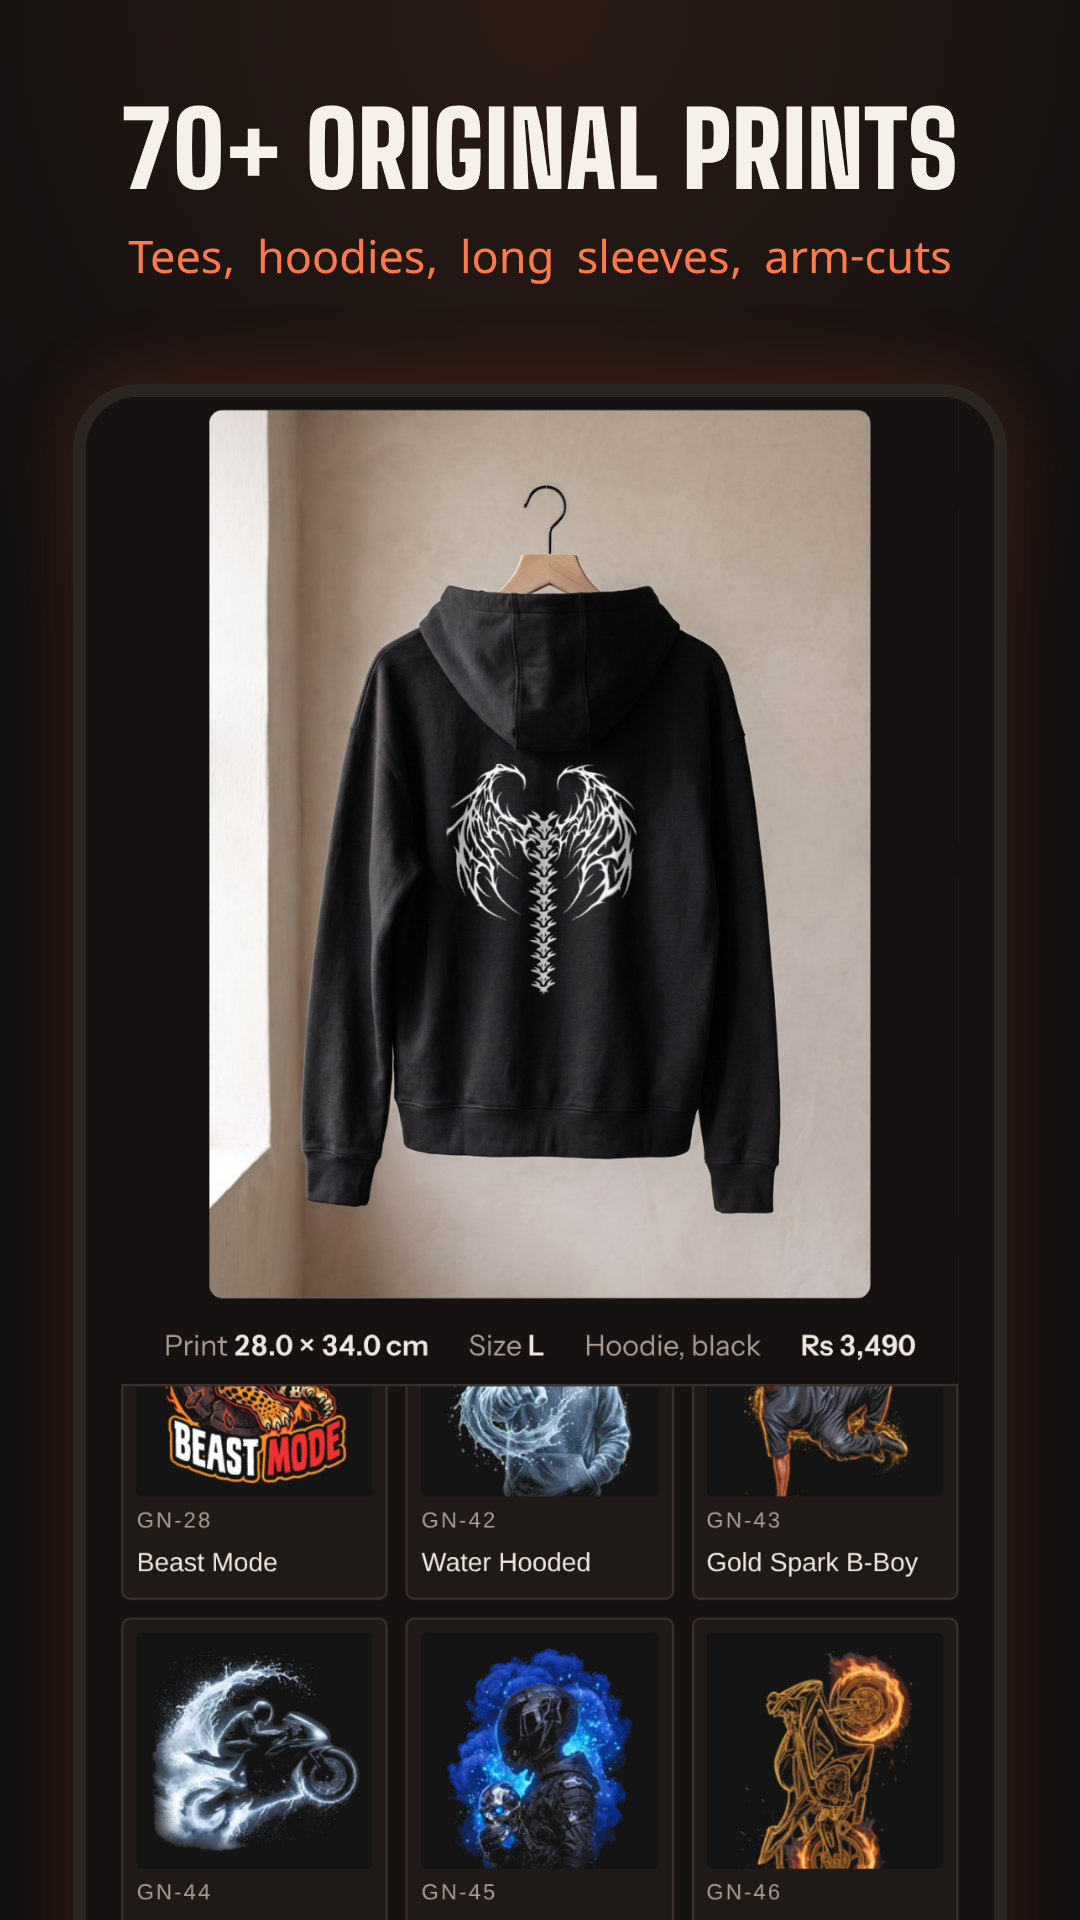 70+ ORIGINAL PRINTS
Tees, hoodies, long sleeves, arm-cuts
Print 28.0 × 34.0 cm Size L Hoodie, black Rs 3,490
BEAST MODE
GN-28 GN-42 GN-43
Beast Mode Water Hooded Gold Spark B-Boy
GN-44 GN-45 GN-46